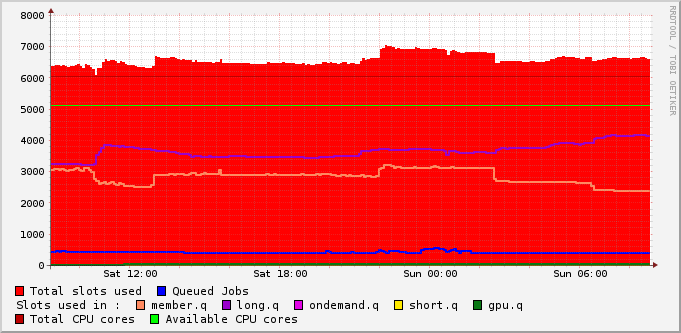 RRDTOOL / TOBI OETIKER
8000
7000
6000
5000
4000
3000
2000
1000
0
Sat 12:00 Sat 18:00 Sun 00:00 Sun 06:00
Total slots used Queued Jobs
Slots used in : member.q long.q ondemand.q short.q gpu.q
Total CPU cores Available CPU cores